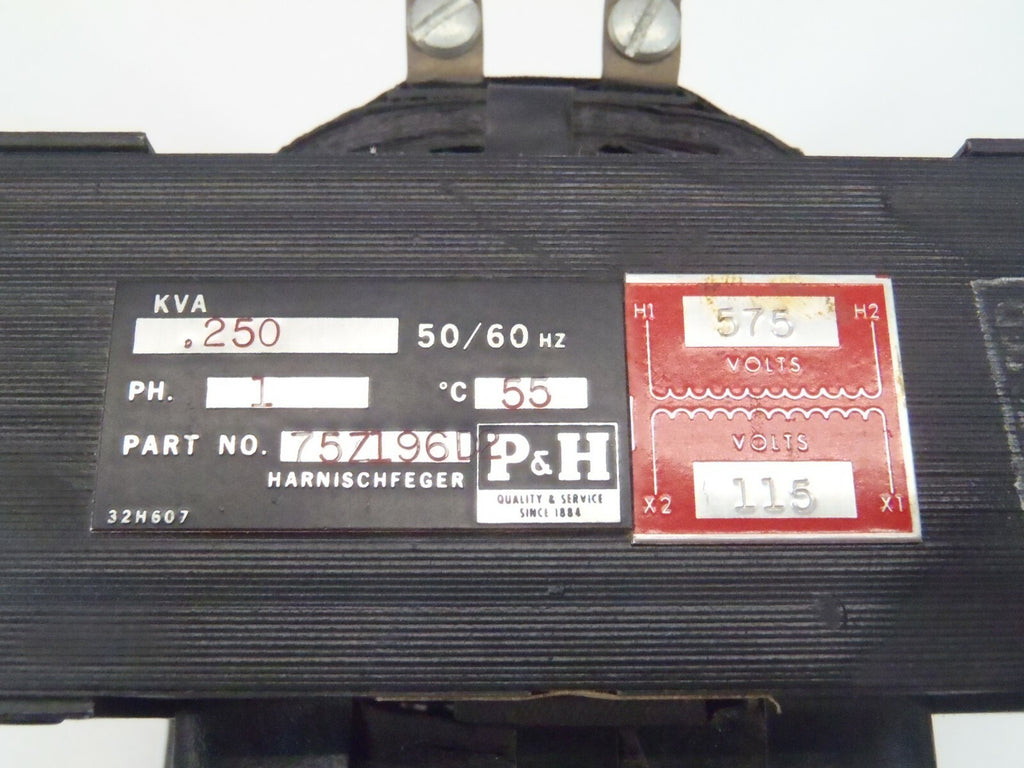 KVA
.250 50/60 HZ
PH. 1 °C 55
PART NO. 75Z196D2
HARNISCHFEGER
32H607
P&H
QUALITY & SERVICE
SINCE 1884
H1 575 H2
VOLTS
VOLTS
X2 115 X1